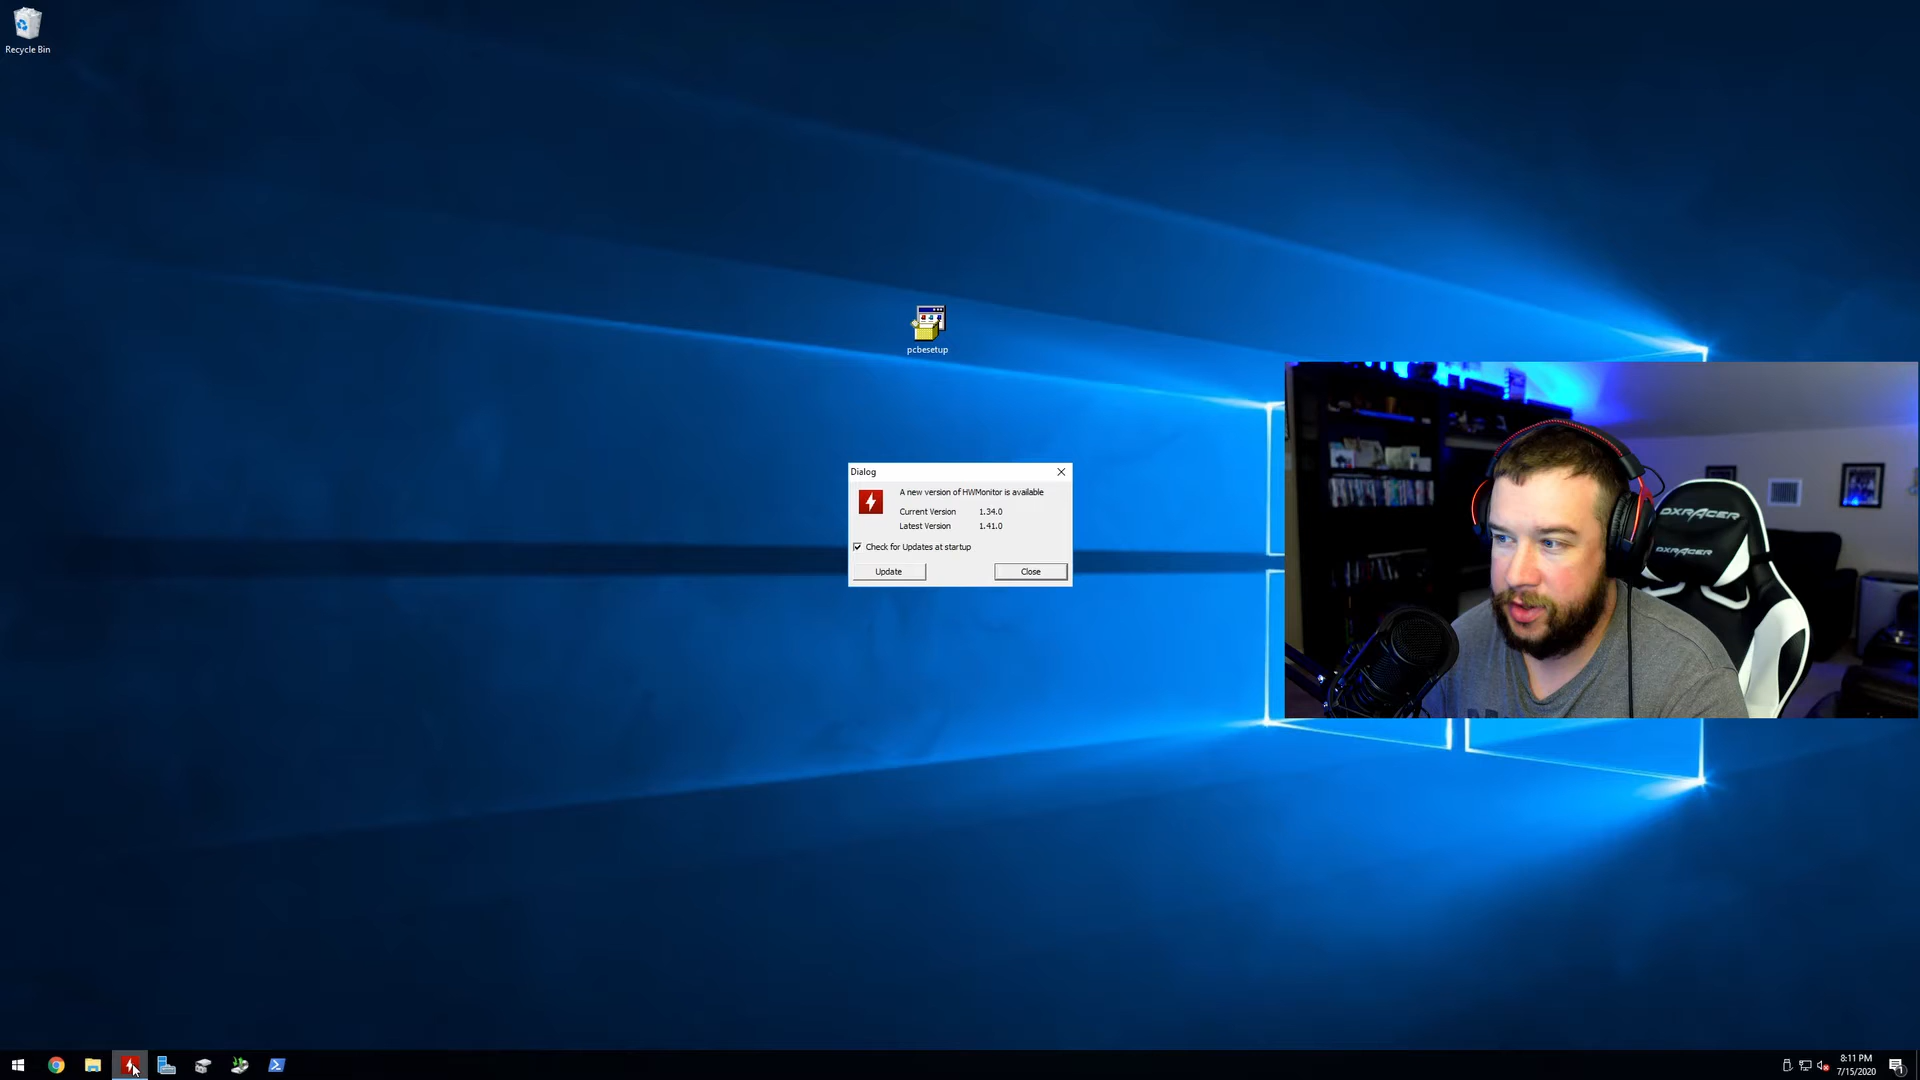 Recycle Bin
pcbesetup
Dialog
A new version of HWMonitor is available
Current Version 1.34.0
Latest Version 1.41.0
Check for Updates at startup
Update Close
DXRACER
DXRACER
8:11 PM
7/15/2020